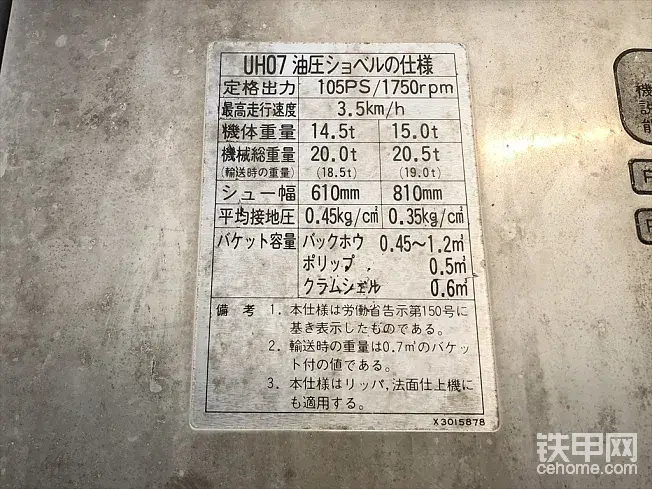 UH07 油圧ショベルの仕様
定格出力 105PS/1750rpm
最高走行速度 3.5km/h
機体重量 14.5t 15.0t
機械総重量 20.0t 20.5t
(輸送時の重量) (18.5t) (19.0t)
シュー幅 610mm 810mm
平均接地圧 0.45kg/c㎡ 0.35kg/c㎡
バケット容量 バックホウ 0.45～1.2㎥
ポリップ 0.5㎥
クラムシェル 0.6㎥
備考 1. 本仕様は労働省告示第150号に
基き表示したものである。
2. 輸送時の重量は0.7㎥のバケッ
ト付の値である。
3. 本仕様はリッパ,法面仕上機に
も適用する。
X3015878
機
説
能
铁甲网
cehome.com